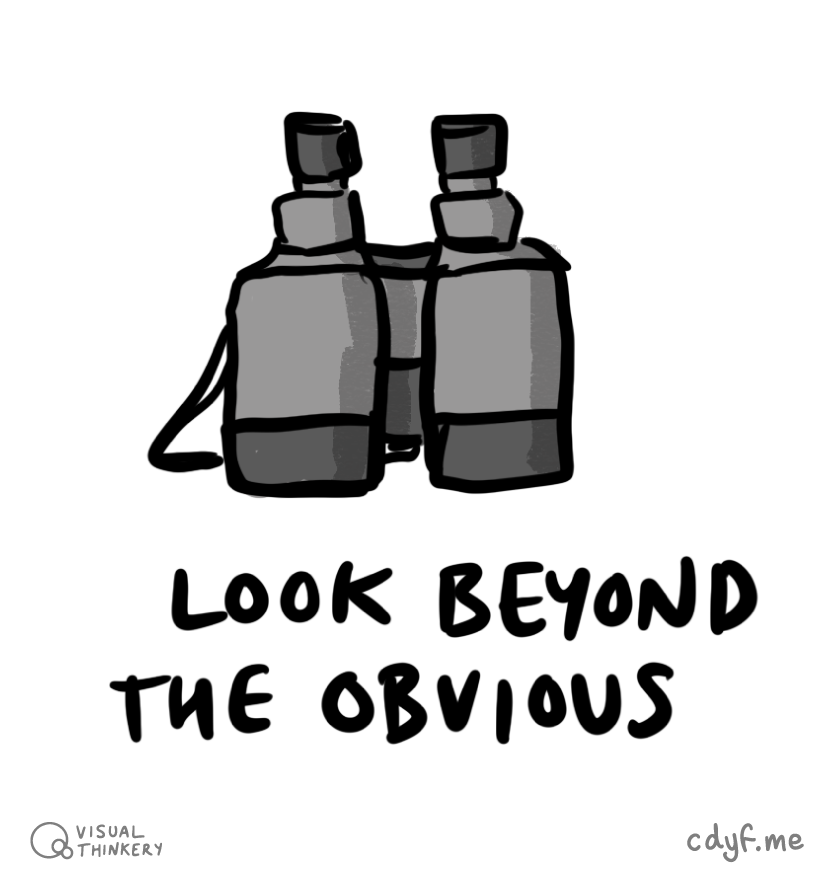 LOOK BEYOND
THE OBVIOUS
VISUAL
THINKERY
cdyf.me